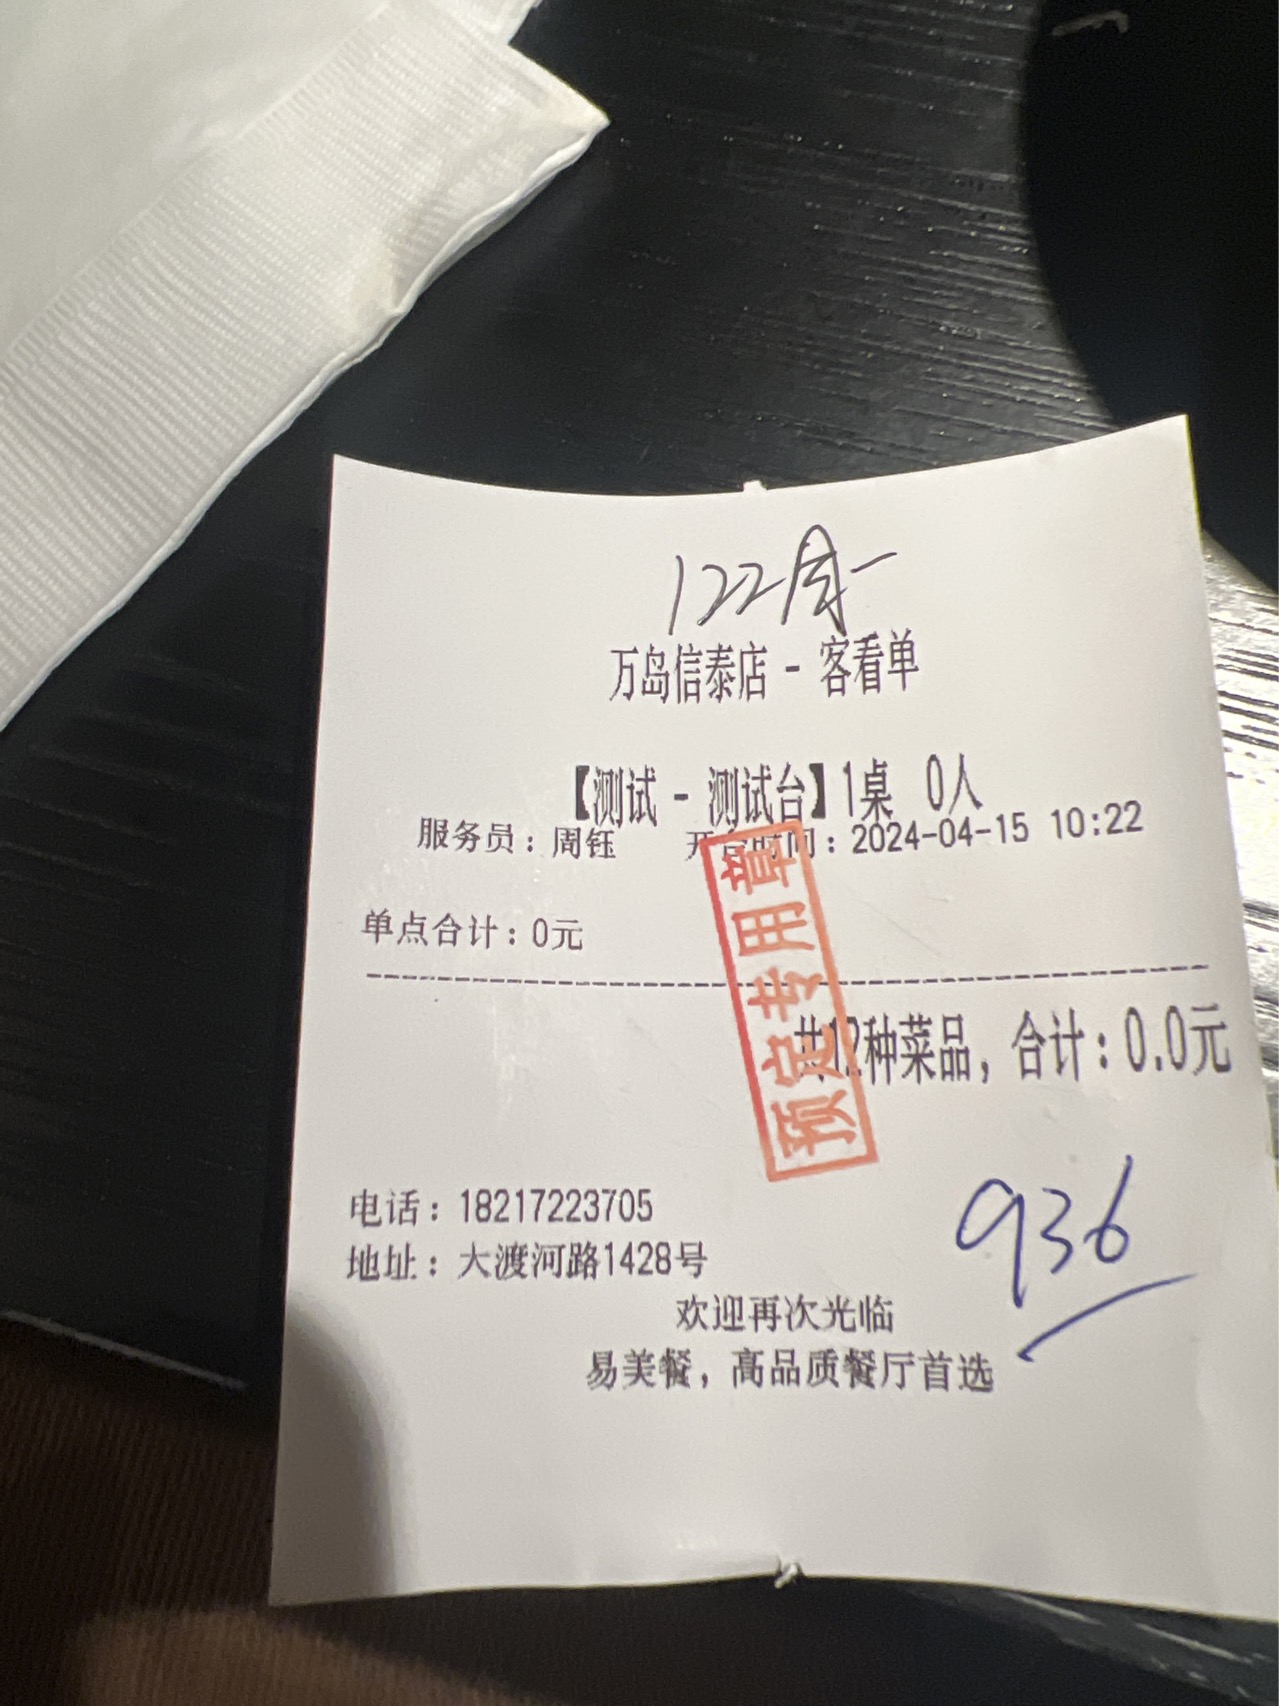 122周一
万岛信泰店 - 客看单
【测试 - 测试台】1桌 0人
服务员：周钰 开台时间：2024-04-15 10:22
单点合计：0元
预定专用章
共12种菜品，合计：0.0元
936
电话：18217223705
地址：大渡河路1428号
欢迎再次光临
易美餐，高品质餐厅首选